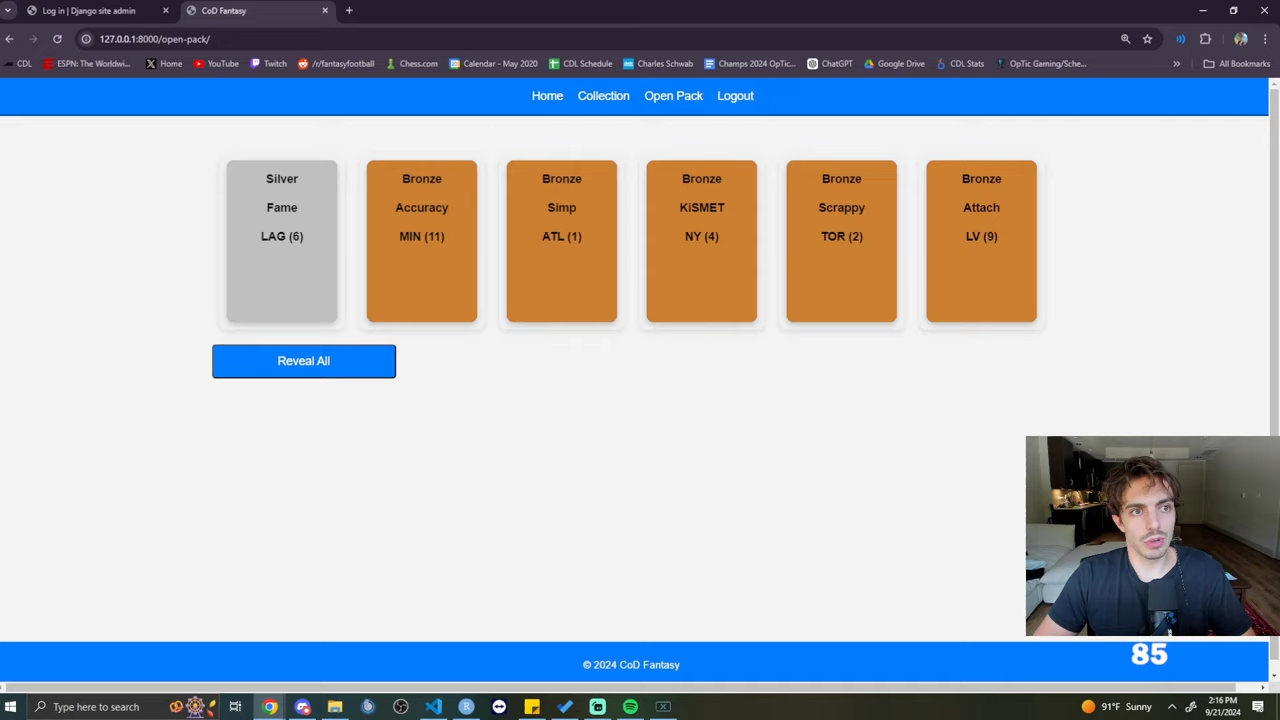 Log in | Django site admin
CoD Fantasy
127.0.0.1:8000/open-pack/
CDL
ESPN: The Worldwi...
Home
YouTube
Twitch
/r/fantasyfootball
Chess.com
Calendar - May 2020
CDL Schedule
Charles Schwab
Champs 2024 OpTic...
ChatGPT
Google Drive
CDL Stats
OpTic Gaming/Sche...
»
All Bookmarks
Home Collection Open Pack Logout
Silver
Fame
LAG (6)
Bronze
Accuracy
MIN (11)
Bronze
Simp
ATL (1)
Bronze
KiSMET
NY (4)
Bronze
Scrappy
TOR (2)
Bronze
Attach
LV (9)
Reveal All
85
© 2024 CoD Fantasy
Type here to search
91°F Sunny
2:16 PM
9/21/2024